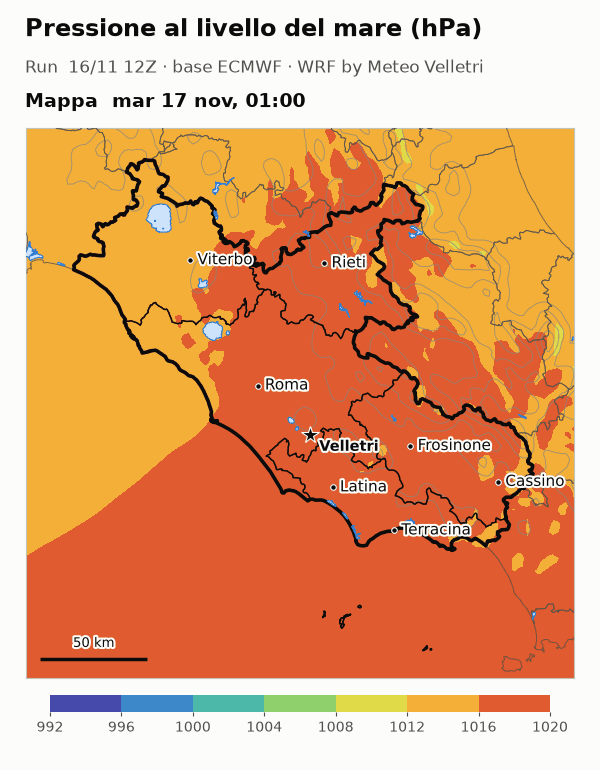 Pressione al livello del mare (hPa)
Run  16/11 12Z · base ECMWF · WRF by Meteo Velletri
Mappa  mar 17 nov, 01:00
Viterbo
Rieti
Roma
Velletri
Frosinone
Latina
Cassino
Terracina
50 km
992 996 1000 1004 1008 1012 1016 1020